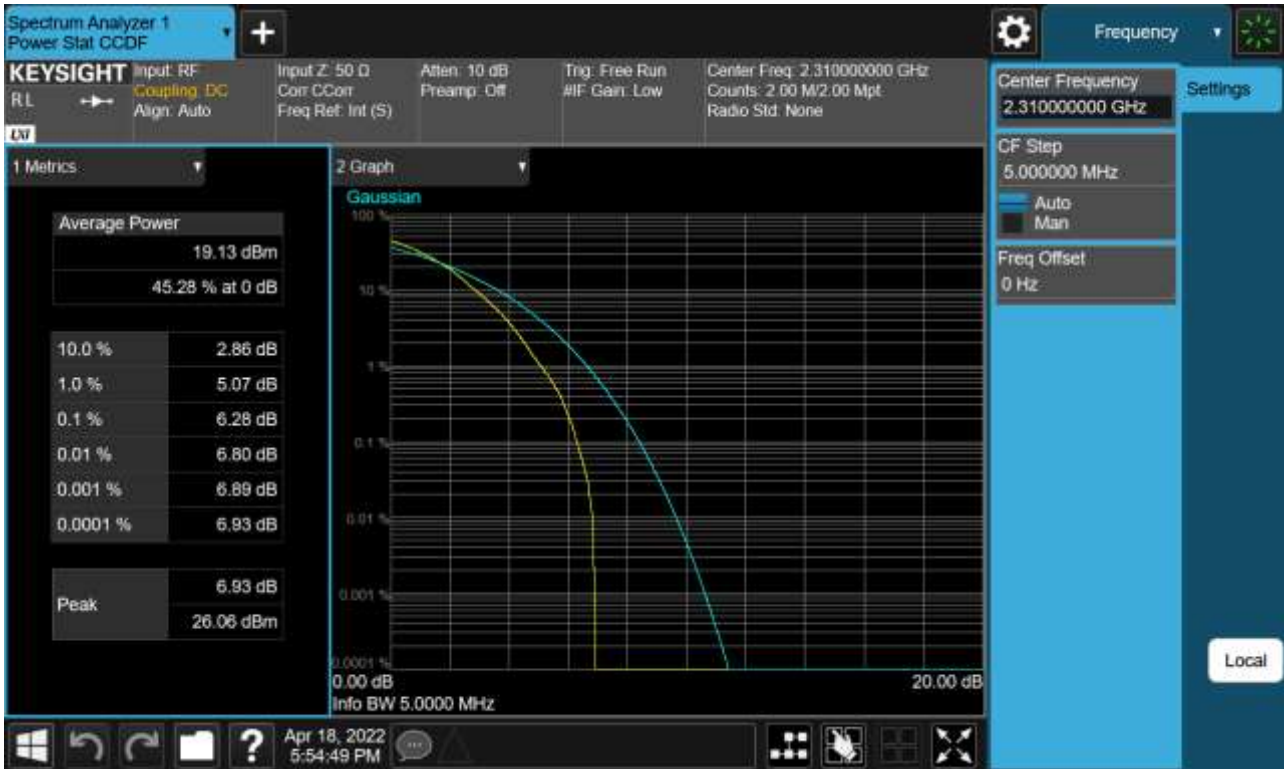 Spectrum Analyzer 1
Power Stat CCDF
+
Frequency
KEYSIGHT
RL
LXI
Input: RF
Coupling: DC
Align: Auto
Input Z: 50 Ω
Corr CCorr
Freq Ref: Int (S)
Atten: 10 dB
Preamp: Off
Trig: Free Run
#IF Gain: Low
Center Freq: 2.310000000 GHz
Counts: 2.00 M/2.00 Mpt
Radio Std: None
Center Frequency
2.310000000 GHz
Settings
CF Step
5.000000 MHz
Auto
Man
Freq Offset
0 Hz
Local
1 Metrics
Average Power
19.13 dBm
45.28 % at 0 dB
10.0 % 2.86 dB
1.0 % 5.07 dB
0.1 % 6.28 dB
0.01 % 6.80 dB
0.001 % 6.89 dB
0.0001 % 6.93 dB
Peak 6.93 dB
26.06 dBm
2 Graph
Gaussian
100 %
10 %
1 %
0.1 %
0.01 %
0.001 %
0.0001 %
0.00 dB 20.00 dB
Info BW 5.0000 MHz
?
Apr 18, 2022
5:54:49 PM